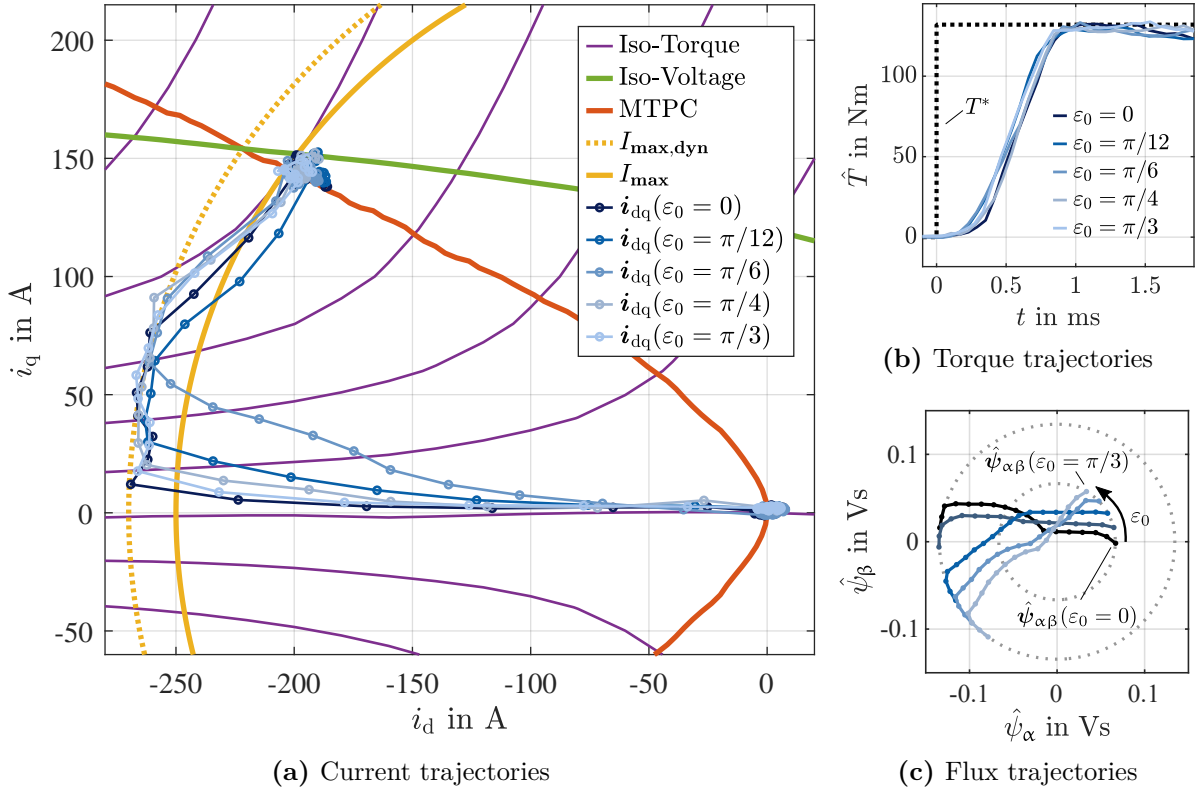 200
150
100
50
0
-50
-250
-200
-150
-100
-50
0
i_q in A
i_d in A
Iso-Torque
Iso-Voltage
MTPC
I_max,dyn
I_max
i_dq(ε_0 = 0)
i_dq(ε_0 = π/12)
i_dq(ε_0 = π/6)
i_dq(ε_0 = π/4)
i_dq(ε_0 = π/3)
(a) Current trajectories
100
50
0
0
0.5
1
1.5
T̂ in Nm
t in ms
T*
ε_0 = 0
ε_0 = π/12
ε_0 = π/6
ε_0 = π/4
ε_0 = π/3
(b) Torque trajectories
0.1
0
-0.1
-0.1
0
0.1
ψ̂_β in Vs
ψ̂_α in Vs
ψ̂_αβ(ε_0 = π/3)
ε_0
ψ̂_αβ(ε_0 = 0)
(c) Flux trajectories